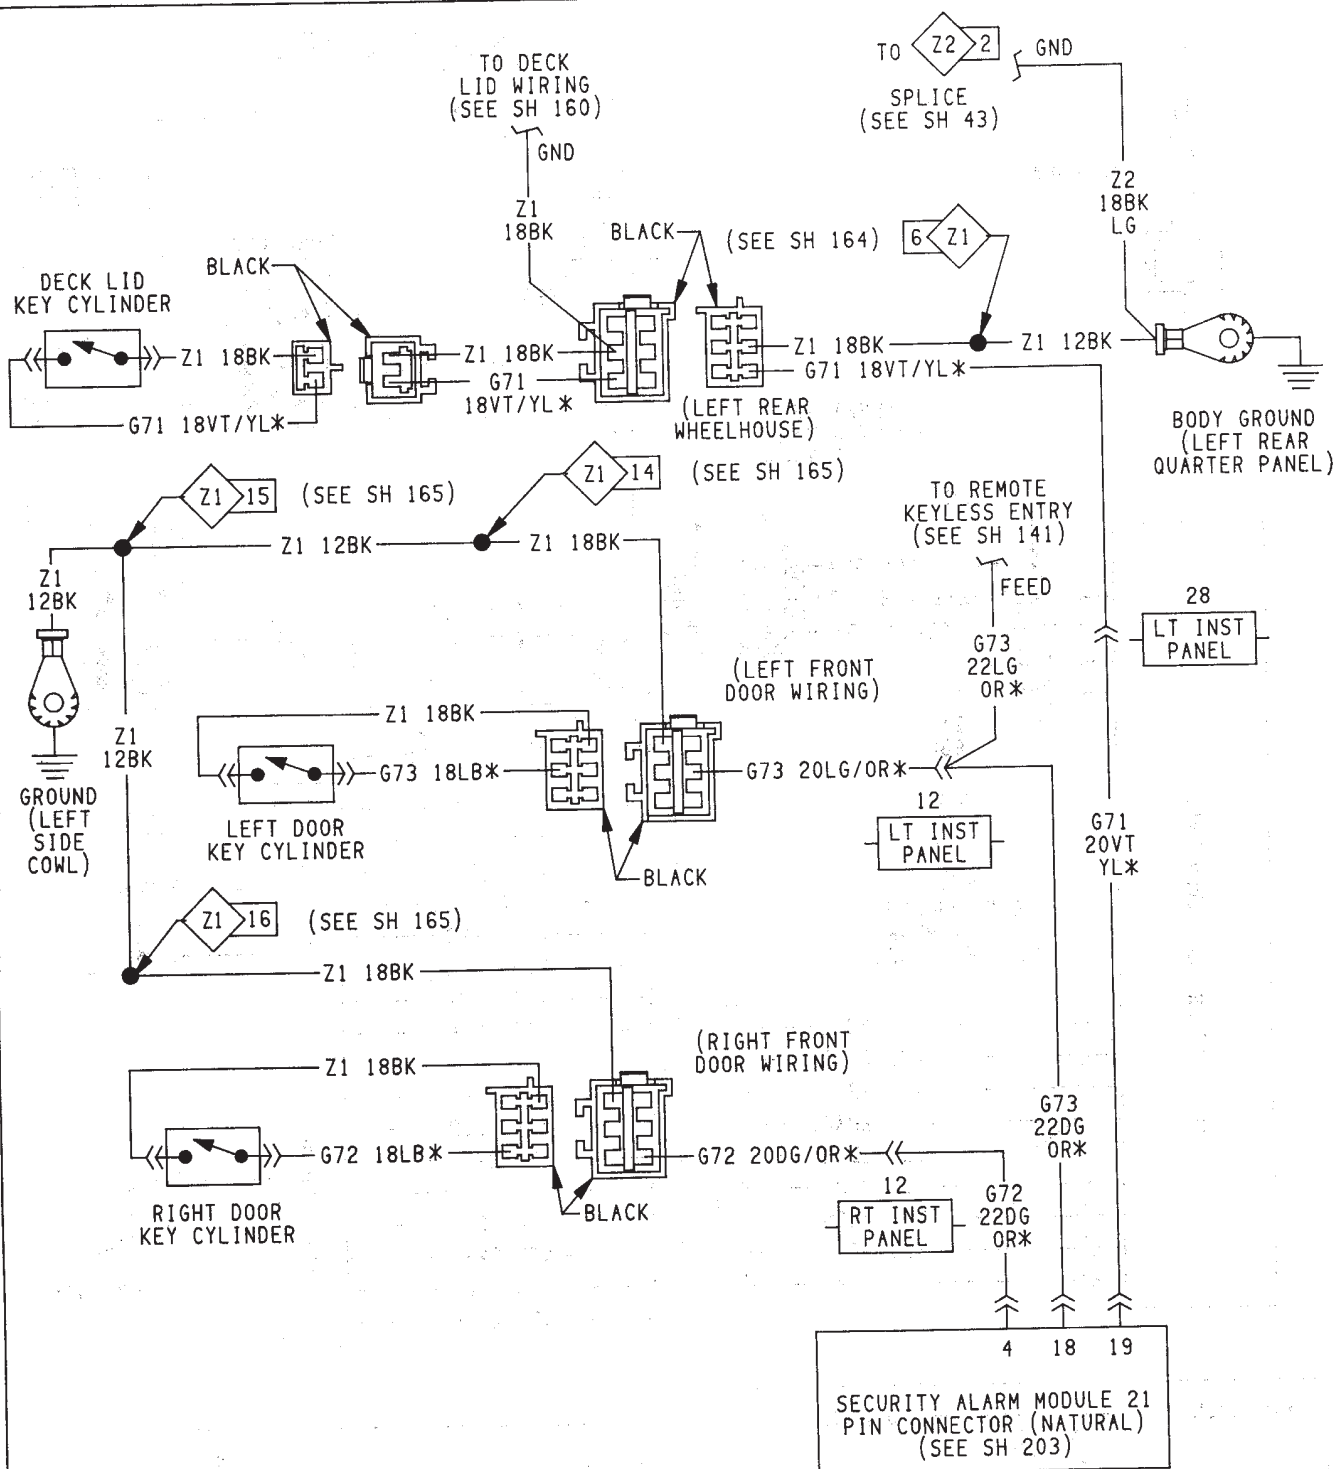 TO DECK
LID WIRING
(SEE SH 160)
GND
TO Z2 2 GND
SPLICE
(SEE SH 43)
Z2
18BK
LG
Z1
18BK
BLACK
(SEE SH 164)
6 Z1
DECK LID
KEY CYLINDER
BLACK
Z1 18BK
Z1 18BK
Z1 18BK
Z1 12BK
G71
18VT/YL*
G71 18VT/YL*
G71 18VT/YL*
(LEFT REAR
WHEELHOUSE)
BODY GROUND
(LEFT REAR
QUARTER PANEL)
Z1 15
(SEE SH 165)
Z1 14
(SEE SH 165)
TO REMOTE
KEYLESS ENTRY
(SEE SH 141)
FEED
Z1 12BK
Z1 18BK
Z1
12BK
28
LT INST
PANEL
G73
22LG
OR*
(LEFT FRONT
DOOR WIRING)
Z1 18BK
Z1
12BK
G73 18LB*
G73 20LG/OR*
GROUND
(LEFT
SIDE
COWL)
LEFT DOOR
KEY CYLINDER
12
LT INST
PANEL
G71
20VT
YL*
BLACK
Z1 16
(SEE SH 165)
Z1 18BK
(RIGHT FRONT
DOOR WIRING)
Z1 18BK
G73
22DG
OR*
G72 18LB*
G72 20DG/OR*
12
RT INST
PANEL
G72
22DG
OR*
RIGHT DOOR
KEY CYLINDER
BLACK
4 18 19
SECURITY ALARM MODULE 21
PIN CONNECTOR (NATURAL)
(SEE SH 203)